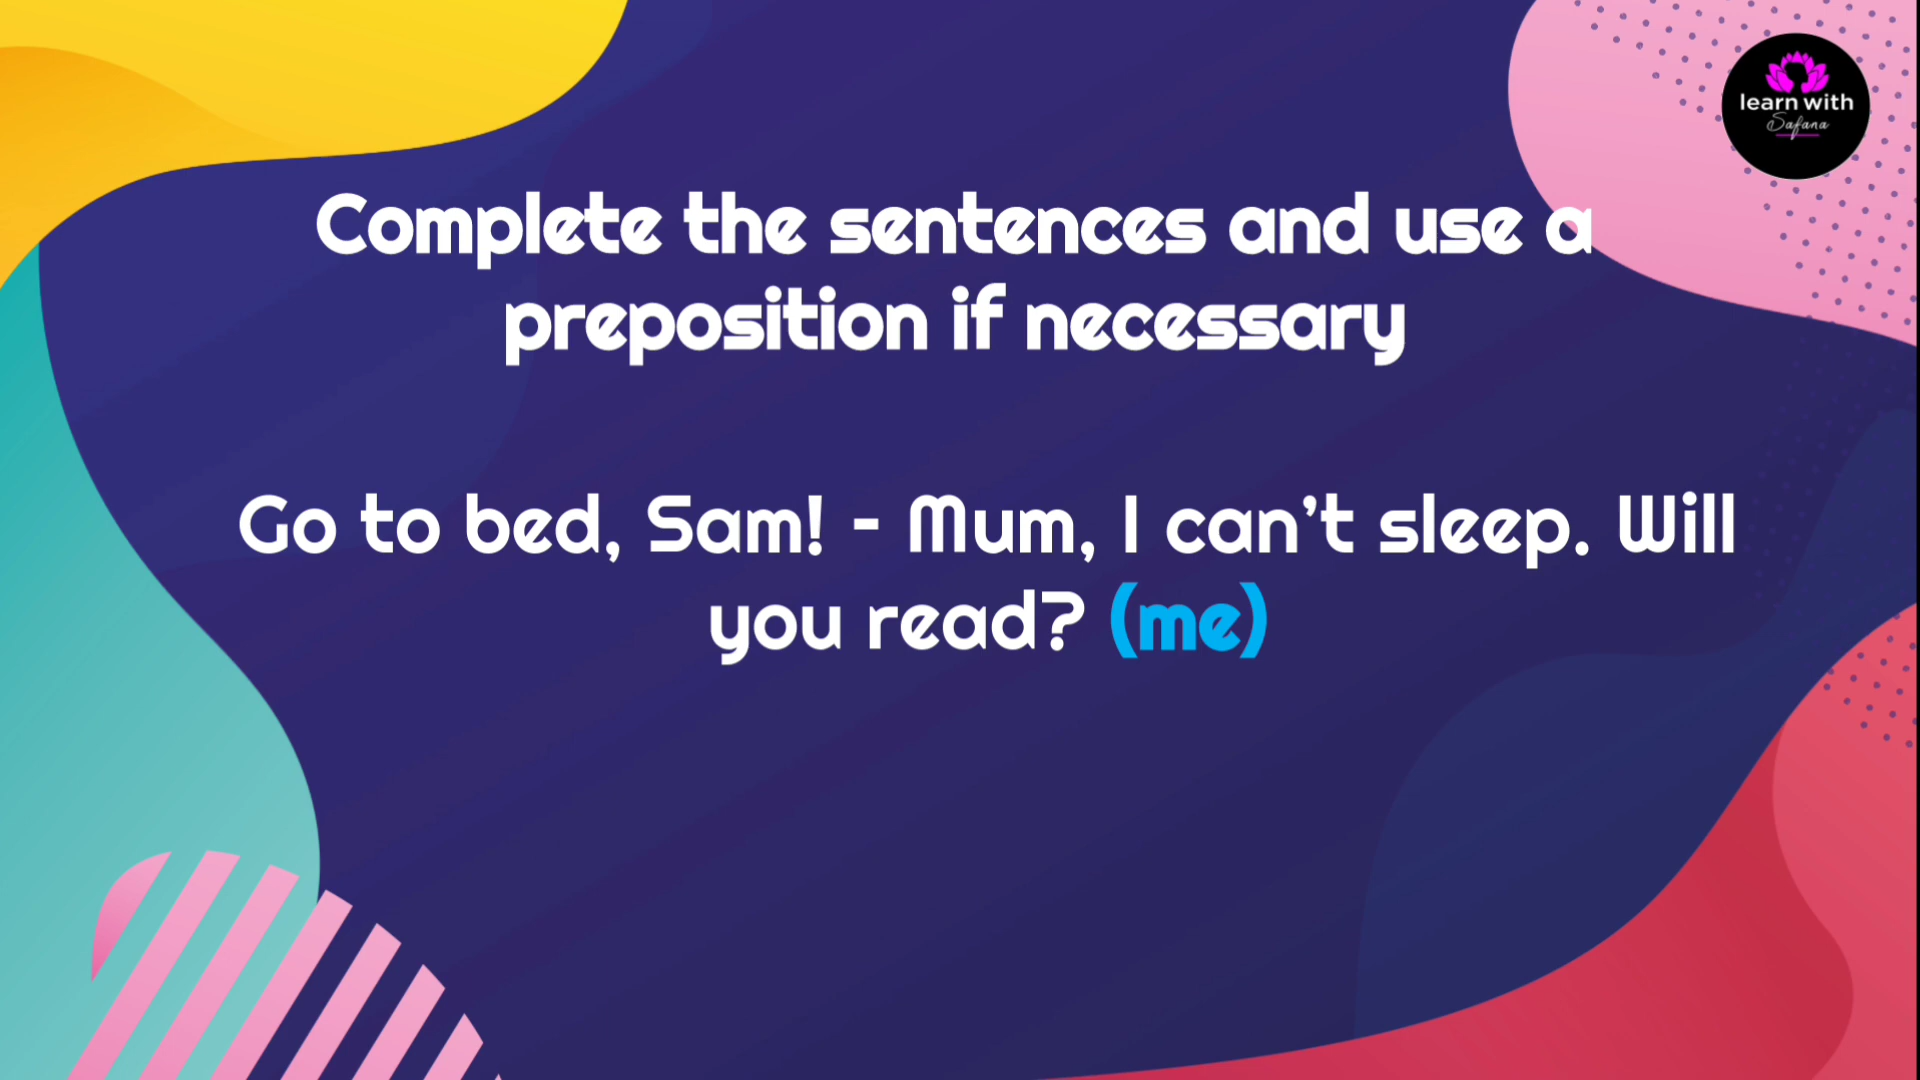 learn with
Safana
Complete the sentences and use a
preposition if necessary
Go to bed, Sam! - Mum, I can’t sleep. Will
you read? (me)